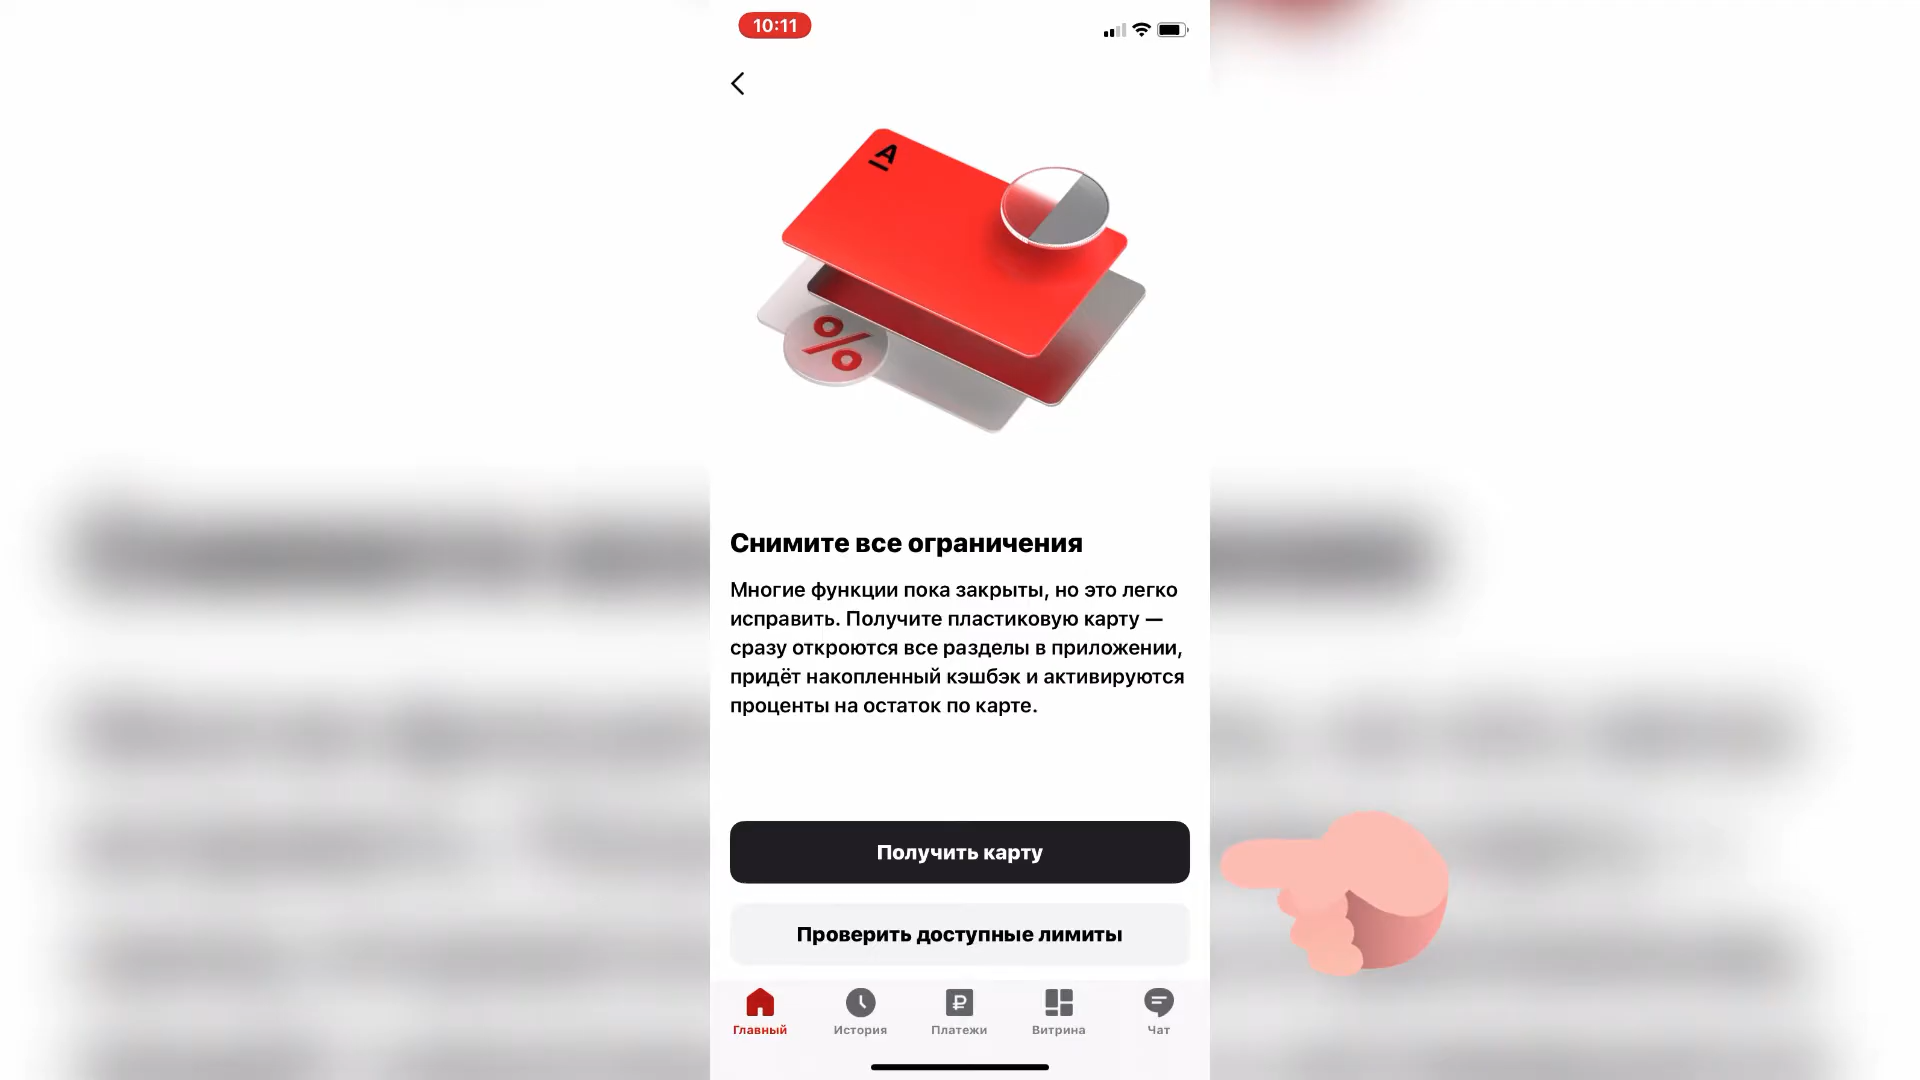 10:11
A
%
Снимите все ограничения
Многие функции пока закрыты, но это легко
исправить. Получите пластиковую карту —
сразу откроются все разделы в приложении,
придёт накопленный кэшбэк и активируются
проценты на остаток по карте.
Получить карту
Проверить доступные лимиты
Главный
История
Платежи
Витрина
Чат